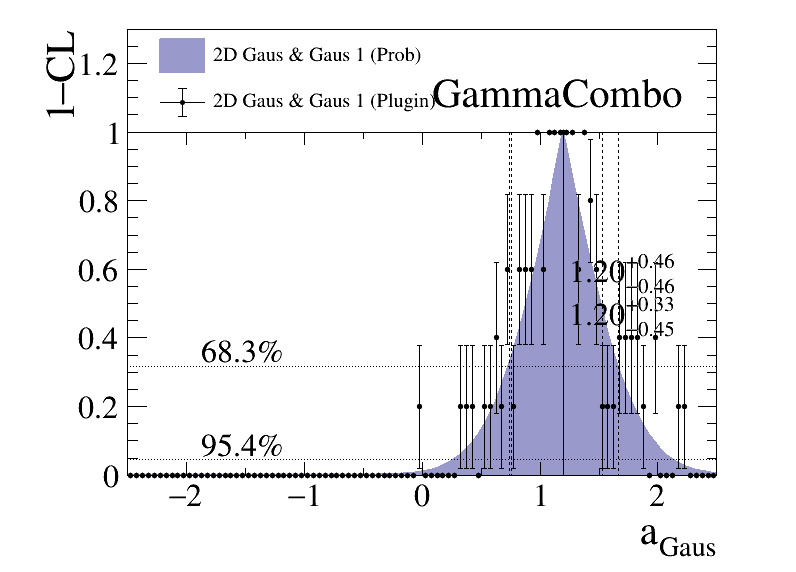 1–CL
2D Gaus & Gaus 1 (Prob)
2D Gaus & Gaus 1 (Plugin)
GammaCombo
1.2
1
0.8
0.6
0.4
0.2
0
1.20 +0.46 −0.46
1.20 +0.33 −0.45
68.3%
95.4%
−2 −1 0 1 2
a Gaus